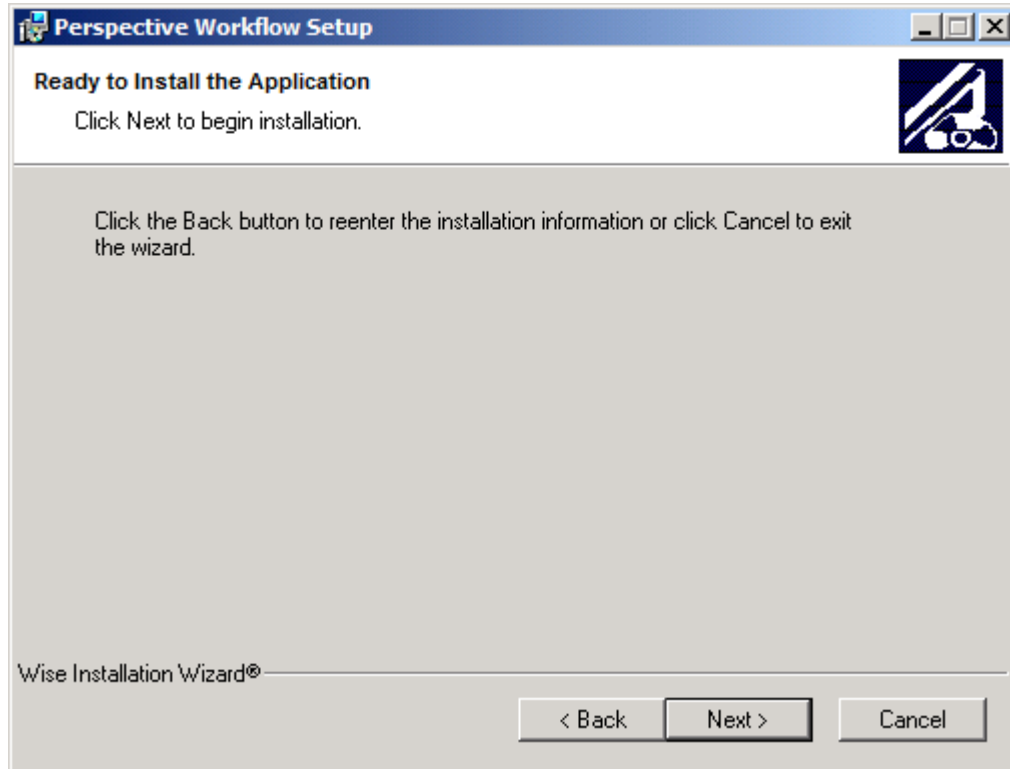 Perspective Workflow Setup
Ready to Install the Application
Click Next to begin installation.
Click the Back button to reenter the installation information or click Cancel to exit
the wizard.
Wise Installation Wizard®
< Back Next > Cancel